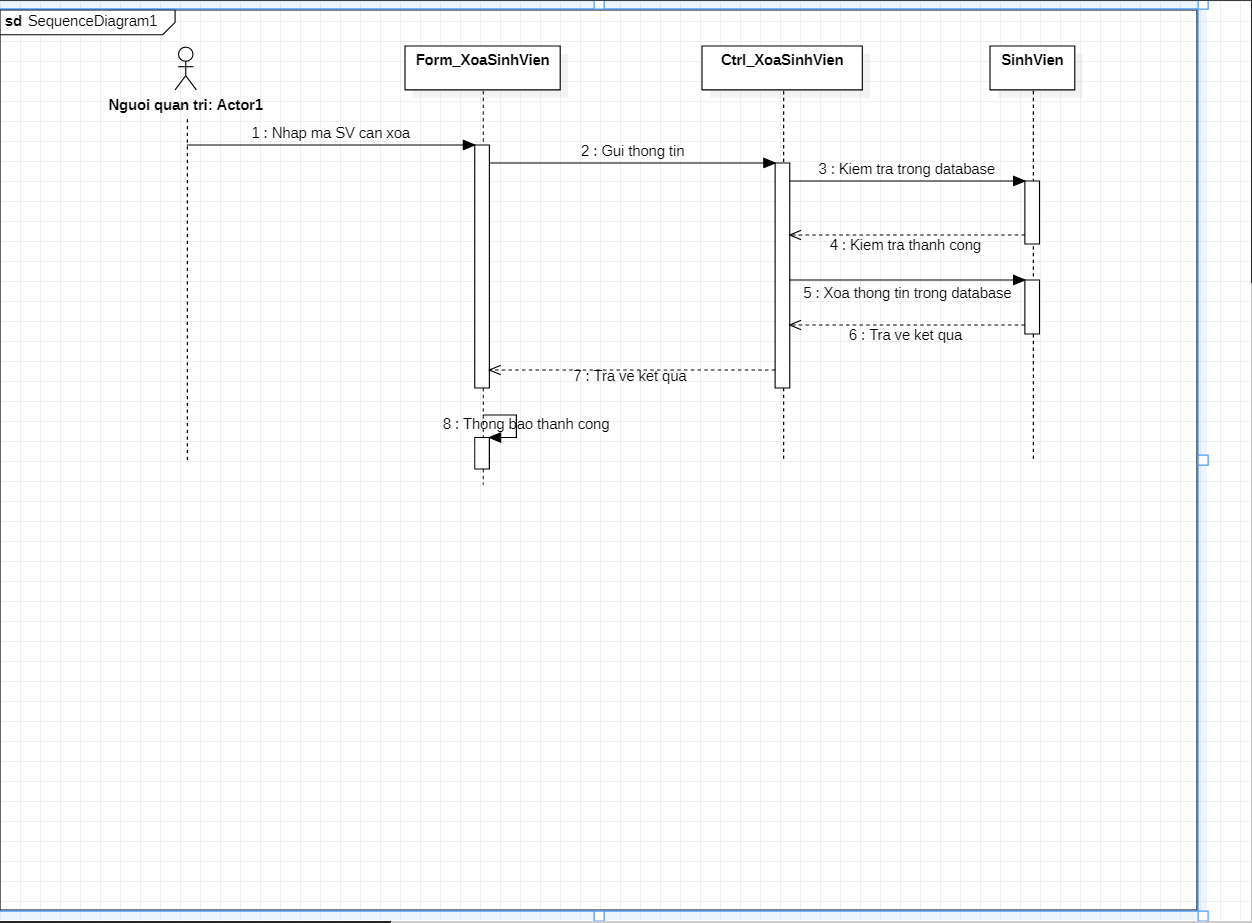 sd SequenceDiagram1
Form_XoaSinhVien
Ctrl_XoaSinhVien
SinhVien
Nguoi quan tri: Actor1
1 : Nhap ma SV can xoa
2 : Gui thong tin
3 : Kiem tra trong database
4 : Kiem tra thanh cong
5 : Xoa thong tin trong database
6 : Tra ve ket qua
7 : Tra ve ket qua
8 : Thong bao thanh cong